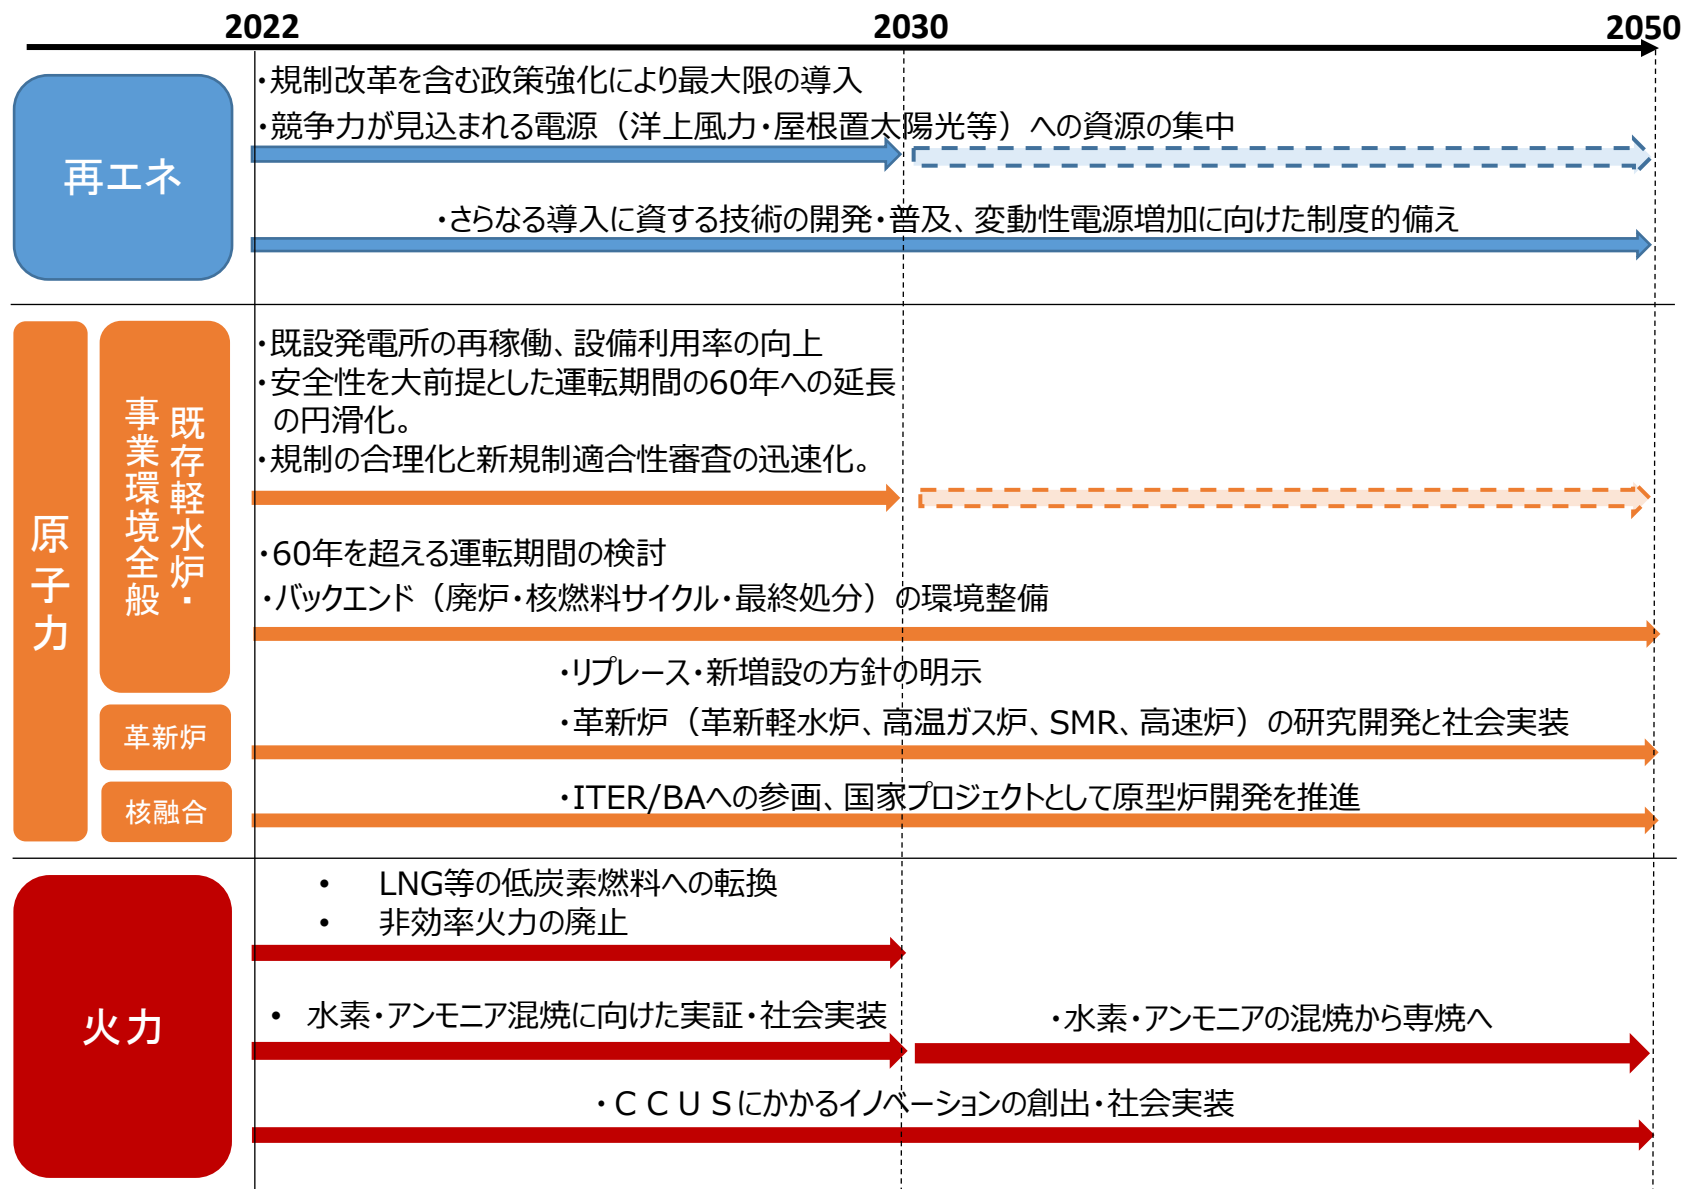 2022
2030
2050
再エネ
・規制改革を含む政策強化により最大限の導入
・競争力が見込まれる電源（洋上風力・屋根置太陽光等）への資源の集中
・さらなる導入に資する技術の開発・普及、変動性電源増加に向けた制度的備え
原子力
既存軽水炉・
事業環境全般
・既設発電所の再稼働、設備利用率の向上
・安全性を大前提とした運転期間の60年への延長
の円滑化。
・規制の合理化と新規制適合性審査の迅速化。
・60年を超える運転期間の検討
・バックエンド（廃炉・核燃料サイクル・最終処分）の環境整備
・リプレース・新増設の方針の明示
革新炉
・革新炉（革新軽水炉、高温ガス炉、SMR、高速炉）の研究開発と社会実装
核融合
・ITER/BAへの参画、国家プロジェクトとして原型炉開発を推進
火力
• LNG等の低炭素燃料への転換
• 非効率火力の廃止
• 水素・アンモニア混焼に向けた実証・社会実装
・水素・アンモニアの混焼から専焼へ
・ＣＣＵＳにかかるイノベーションの創出・社会実装